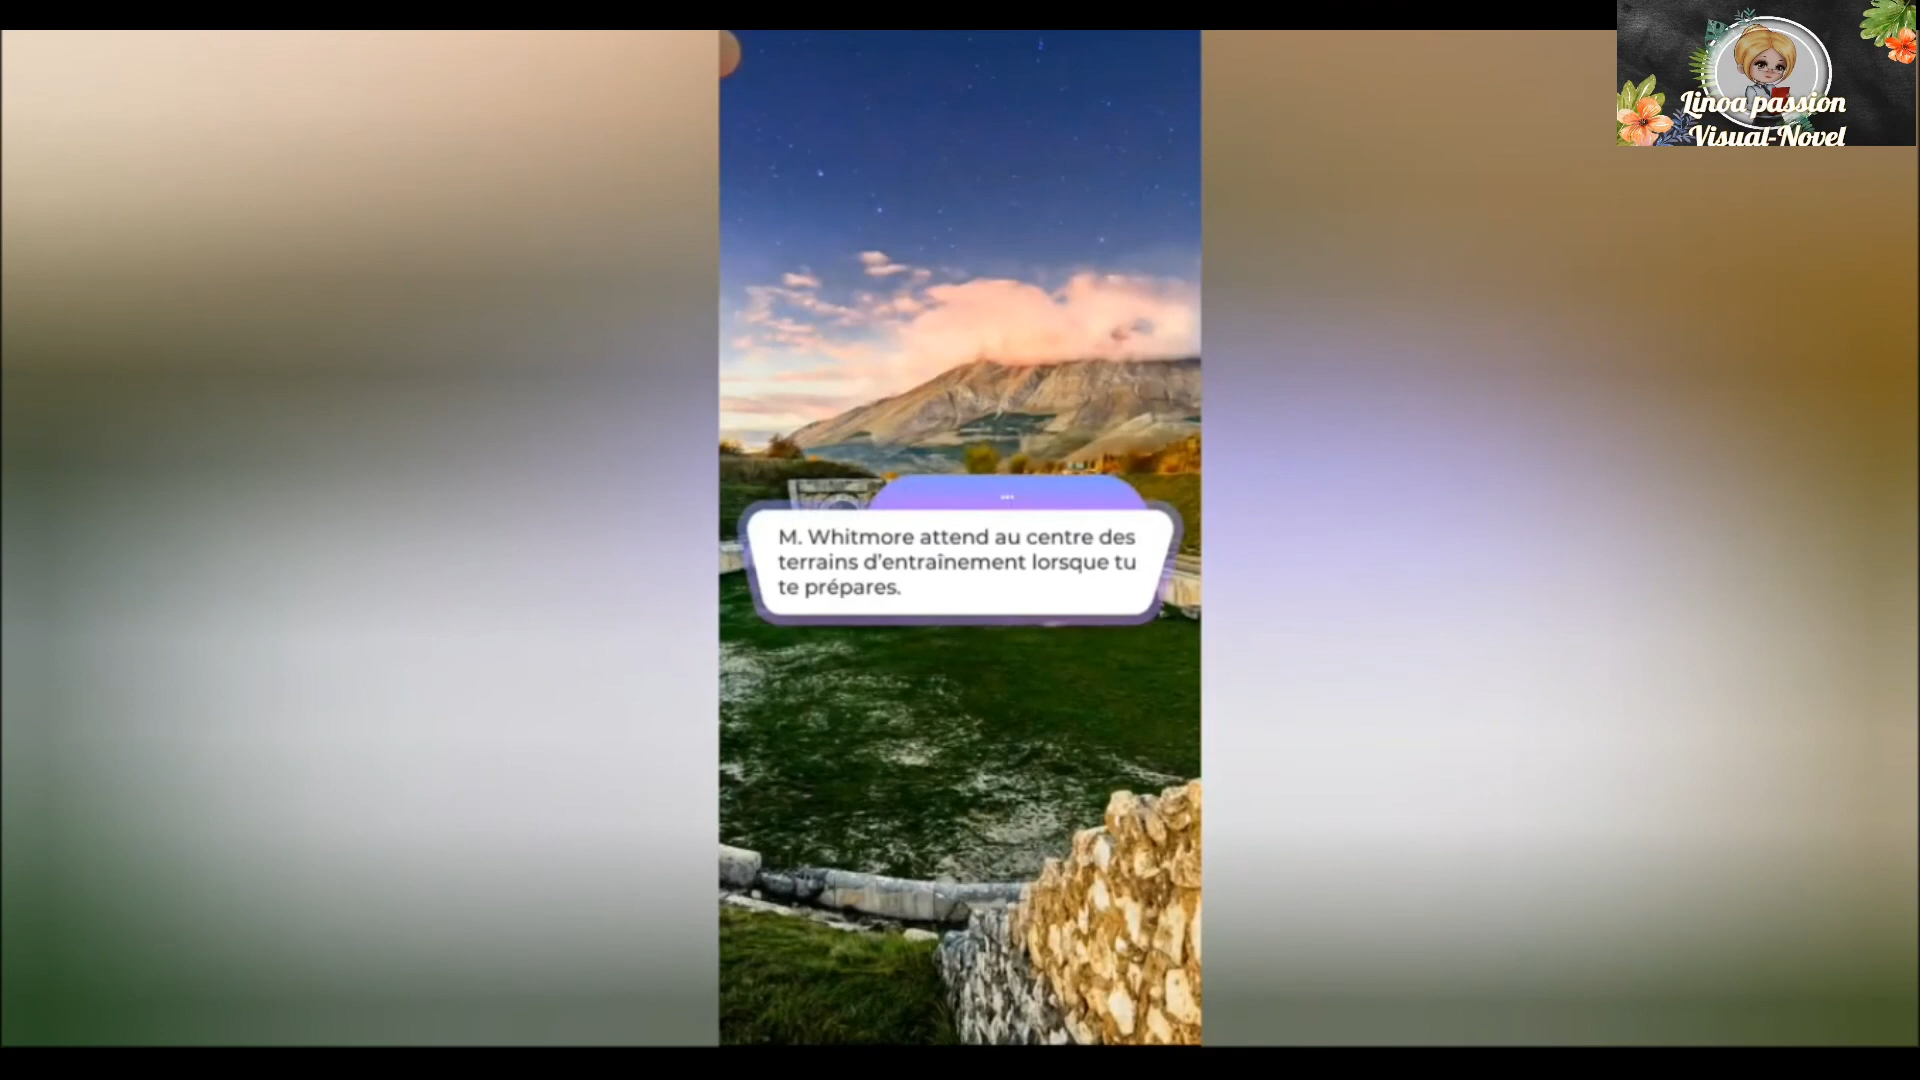 Linoa passion
Visual-Novel
...
M. Whitmore attend au centre des
terrains d'entraînement lorsque tu
te prépares.